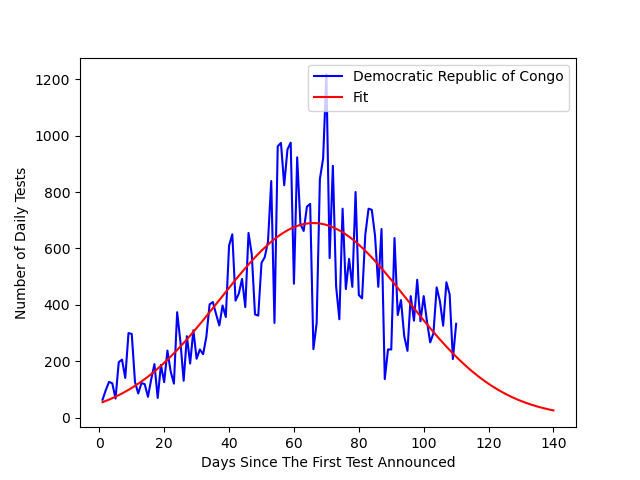 Democratic Republic of Congo
Fit
1200
1000
800
600
400
200
0
Number of Daily Tests
0 20 40 60 80 100 120 140
Days Since The First Test Announced